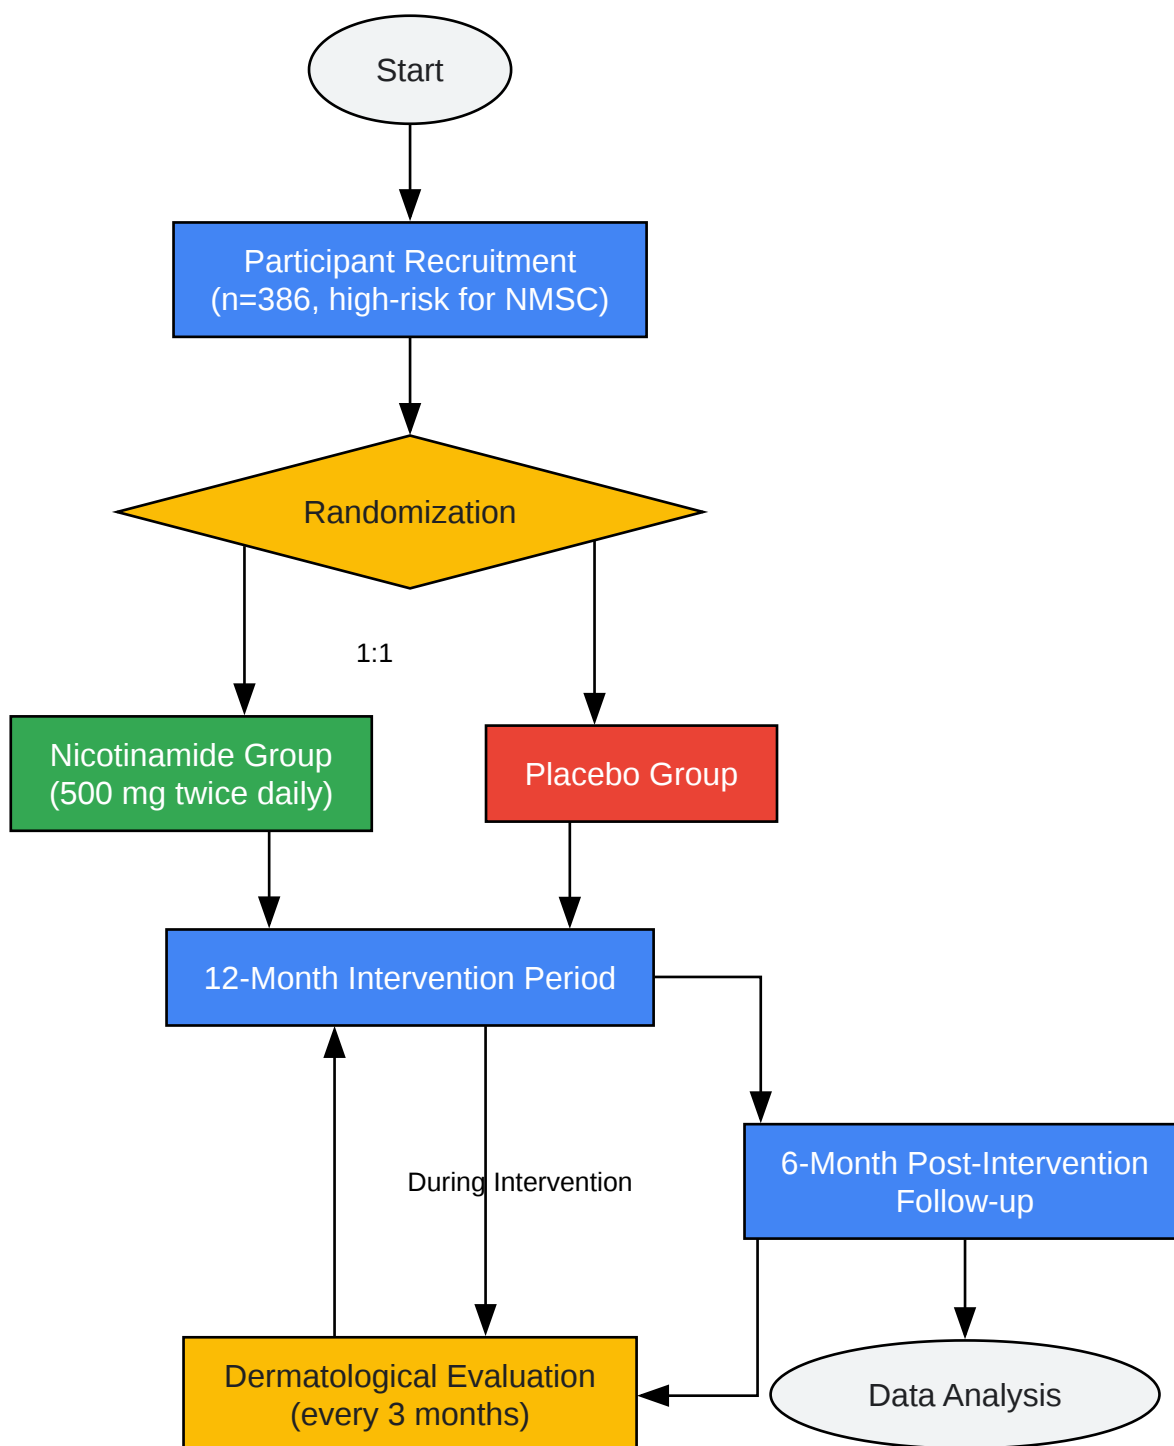 Start
Participant Recruitment
(n=386, high-risk for NMSC)
Randomization
1:1
Nicotinamide Group
(500 mg twice daily)
Placebo Group
12-Month Intervention Period
6-Month Post-Intervention
Follow-up
During Intervention
Dermatological Evaluation
(every 3 months)
Data Analysis